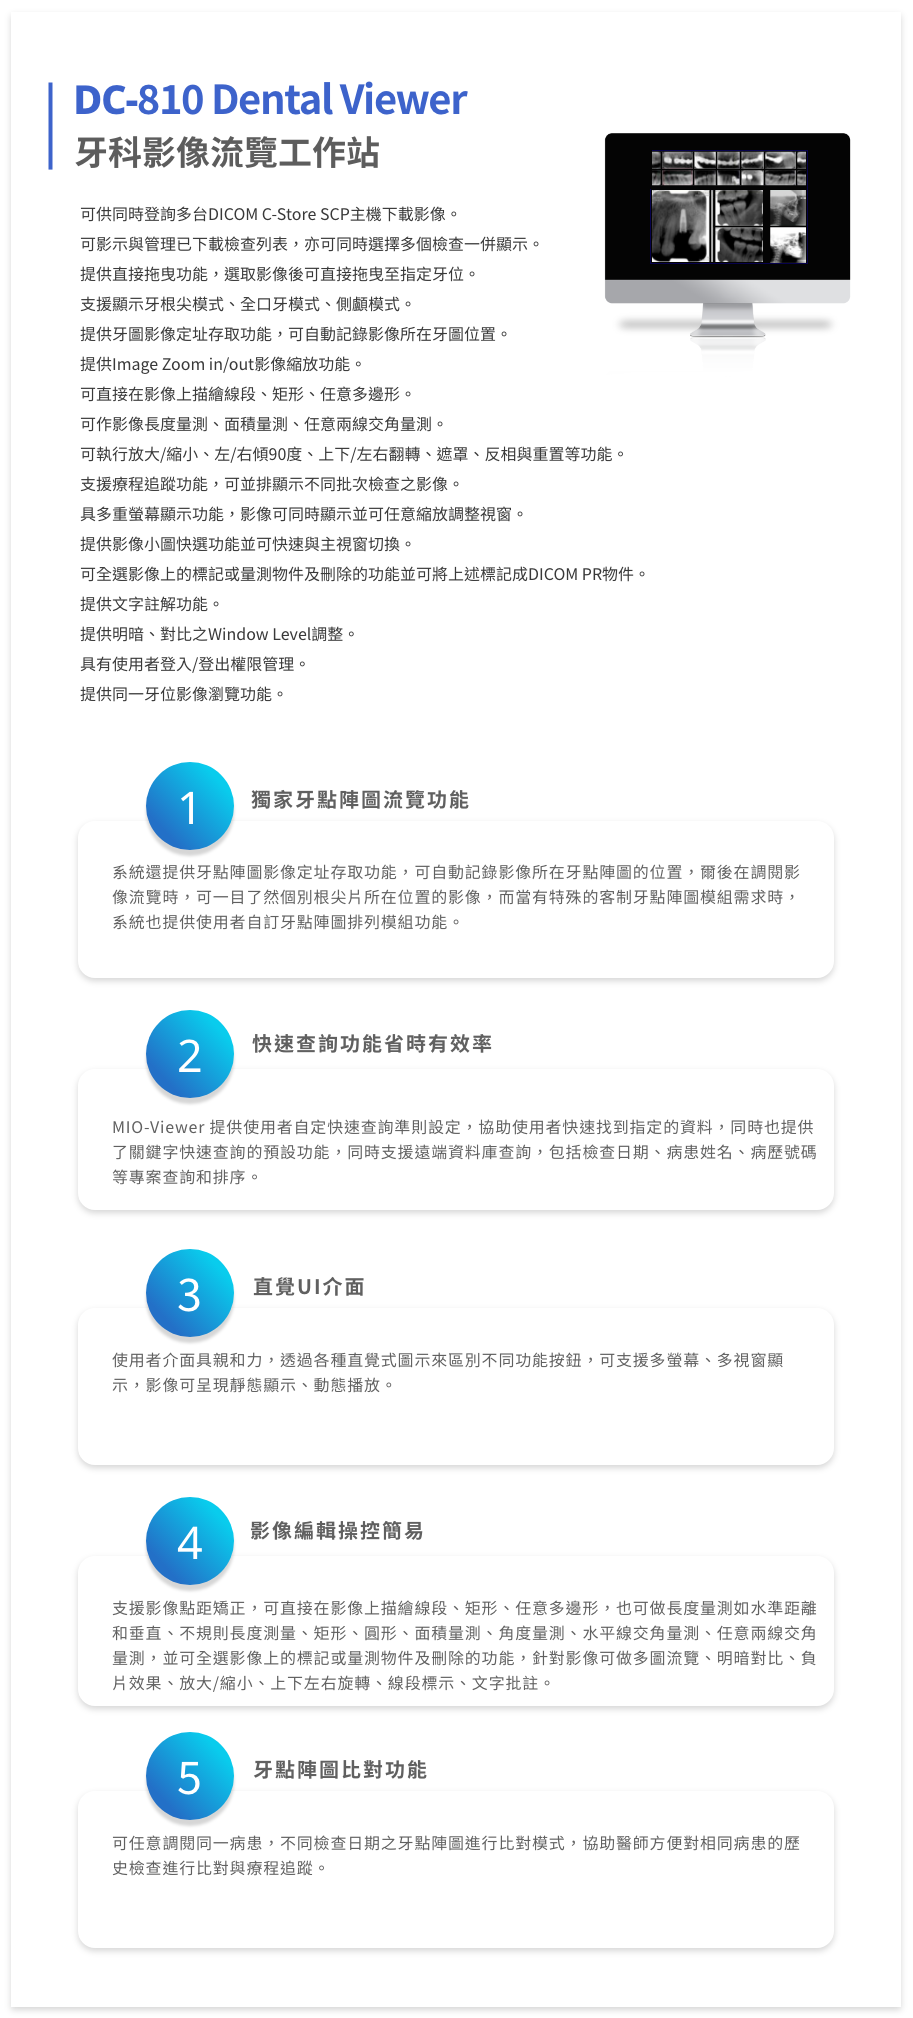 DC-810 Dental Viewer
牙科影像流覽工作站
可供同時登詢多台DICOM C-Store SCP主機下載影像。
可影示與管理已下載檢查列表，亦可同時選擇多個檢查一併顯示。
提供直接拖曳功能，選取影像後可直接拖曳至指定牙位。
支援顯示牙根尖模式、全口牙模式、側顱模式。
提供牙圖影像定址存取功能，可自動記錄影像所在牙圖位置。
提供Image Zoom in/out影像縮放功能。
可直接在影像上描繪線段、矩形、任意多邊形。
可作影像長度量測、面積量測、任意兩線交角量測。
可執行放大/縮小、左/右傾90度、上下/左右翻轉、遮罩、反相與重置等功能。
支援療程追蹤功能，可並排顯示不同批次檢查之影像。
具多重螢幕顯示功能，影像可同時顯示並可任意縮放調整視窗。
提供影像小圖快選功能並可快速與主視窗切換。
可全選影像上的標記或量測物件及刪除的功能並可將上述標記成DICOM PR物件。
提供文字註解功能。
提供明暗、對比之Window Level調整。
具有使用者登入/登出權限管理。
提供同一牙位影像瀏覽功能。
1
獨家牙點陣圖流覽功能
系統還提供牙點陣圖影像定址存取功能，可自動記錄影像所在牙點陣圖的位置，爾後在調閱影
像流覽時，可一目了然個別根尖片所在位置的影像，而當有特殊的客制牙點陣圖模組需求時，
系統也提供使用者自訂牙點陣圖排列模組功能。
2
快速查詢功能省時有效率
MIO-Viewer 提供使用者自定快速查詢準則設定，協助使用者快速找到指定的資料，同時也提供
了關鍵字快速查詢的預設功能，同時支援遠端資料庫查詢，包括檢查日期、病患姓名、病歷號碼
等專案查詢和排序。
3
直覺UI介面
使用者介面具親和力，透過各種直覺式圖示來區別不同功能按鈕，可支援多螢幕、多視窗顯
示，影像可呈現靜態顯示、動態播放。
4
影像編輯操控簡易
支援影像點距矯正，可直接在影像上描繪線段、矩形、任意多邊形，也可做長度量測如水準距離
和垂直、不規則長度測量、矩形、圓形、面積量測、角度量測、水平線交角量測、任意兩線交角
量測，並可全選影像上的標記或量測物件及刪除的功能，針對影像可做多圖流覽、明暗對比、負
片效果、放大/縮小、上下左右旋轉、線段標示、文字批註。
5
牙點陣圖比對功能
可任意調閱同一病患，不同檢查日期之牙點陣圖進行比對模式，協助醫師方便對相同病患的歷
史檢查進行比對與療程追蹤。